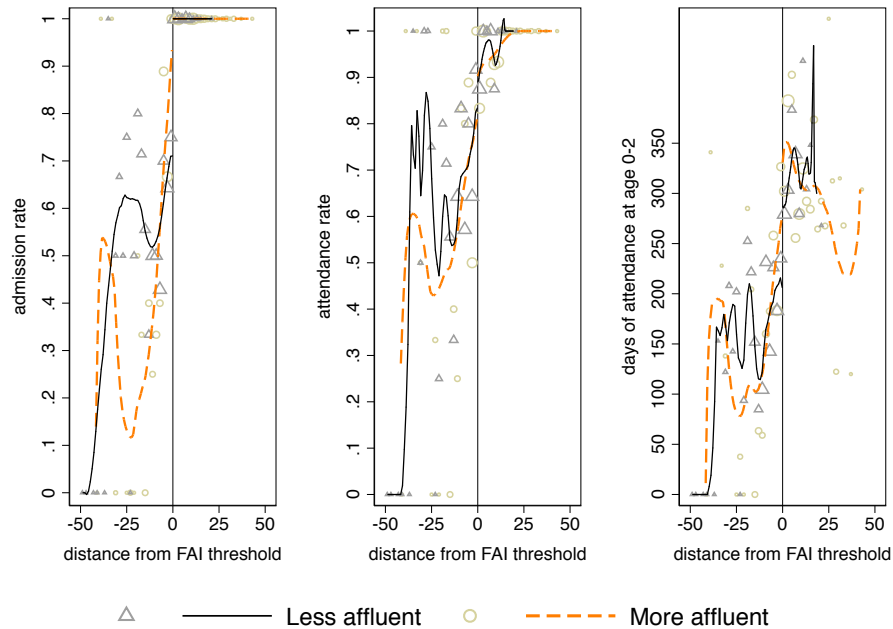 admission rate
0 .1 .2 .3 .4 .5 .6 .7 .8 .9 1
-50 -25 0 25 50
distance from FAI threshold
attendance rate
0 .1 .2 .3 .4 .5 .6 .7 .8 .9 1
-50 -25 0 25 50
distance from FAI threshold
days of attendance at age 0-2
0 50 100 150 200 250 300 350
-50 -25 0 25 50
distance from FAI threshold
Less affluent More affluent